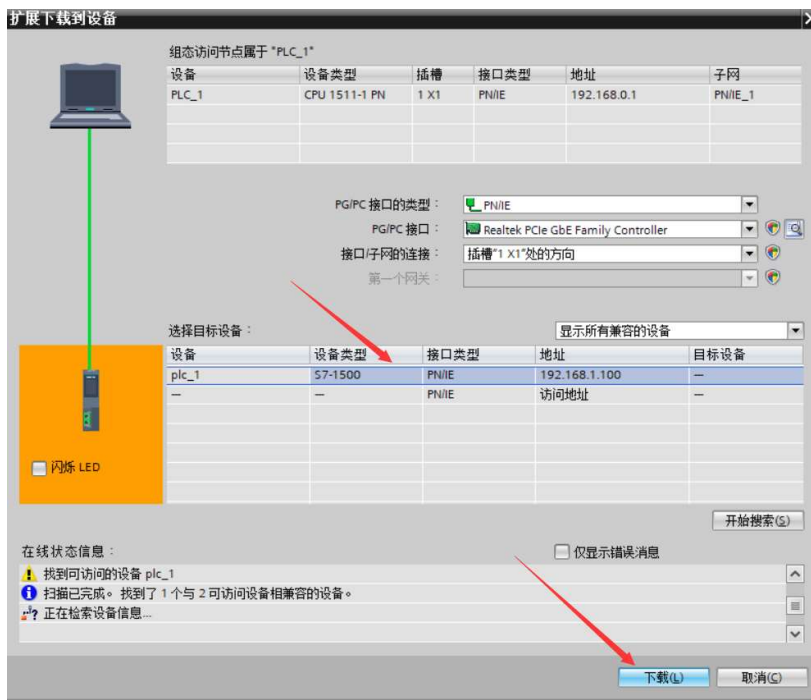 扩展下载到设备
组态访问节点属于 "PLC_1"
设备 设备类型 插槽 接口类型 地址 子网
PLC_1 CPU 1511-1 PN 1 X1 PN/IE 192.168.0.1 PN/IE_1
PG/PC 接口的类型： PN/IE
PG/PC 接口： Realtek PCIe GbE Family Controller
接口/子网的连接： 插槽"1 X1"处的方向
第一个网关：
选择目标设备： 显示所有兼容的设备
设备 设备类型 接口类型 地址 目标设备
plc_1 S7-1500 PN/IE 192.168.1.100 —
— — PN/IE 访问地址 —
闪烁 LED
开始搜索(S)
在线状态信息： 仅显示错误消息
找到可访问的设备 plc_1
扫描已完成。找到了 1 个与 2 可访问设备相兼容的设备。
正在检索设备信息...
下载(L) 取消(C)